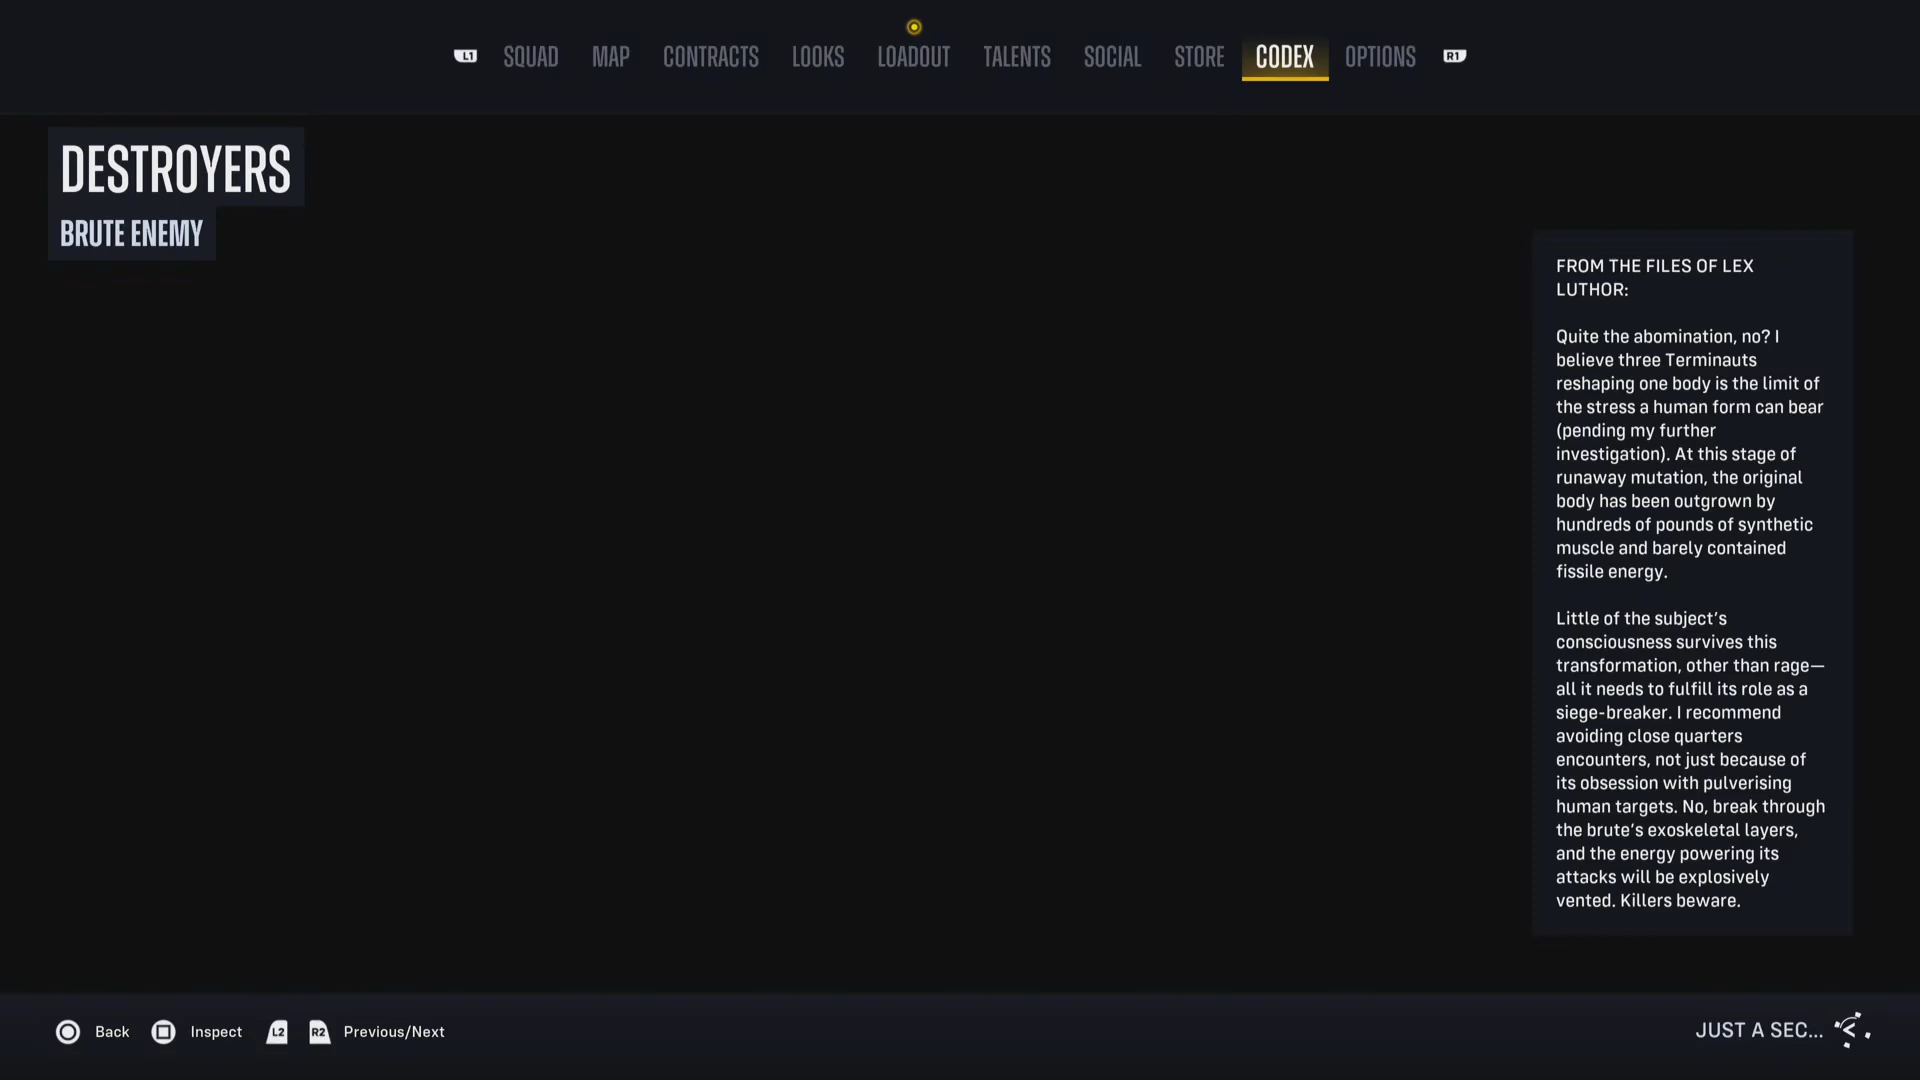 L1 SQUAD MAP CONTRACTS LOOKS LOADOUT TALENTS SOCIAL STORE CODEX OPTIONS R1
DESTROYERS
BRUTE ENEMY
FROM THE FILES OF LEX
LUTHOR:
Quite the abomination, no? I
believe three Terminauts
reshaping one body is the limit of
the stress a human form can bear
(pending my further
investigation). At this stage of
runaway mutation, the original
body has been outgrown by
hundreds of pounds of synthetic
muscle and barely contained
fissile energy.
Little of the subject's
consciousness survives this
transformation, other than rage—
all it needs to fulfill its role as a
siege-breaker. I recommend
avoiding close quarters
encounters, not just because of
its obsession with pulverising
human targets. No, break through
the brute's exoskeletal layers,
and the energy powering its
attacks will be explosively
vented. Killers beware.
Back Inspect L2 R2 Previous/Next
JUST A SEC...